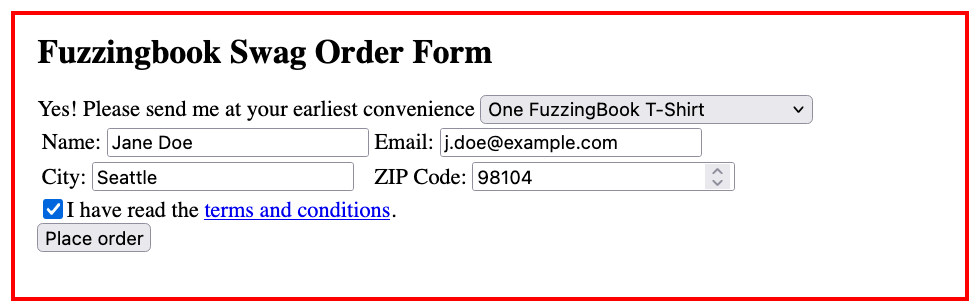 Fuzzingbook Swag Order Form
Yes! Please send me at your earliest convenience One FuzzingBook T-Shirt
Name: Jane Doe Email: j.doe@example.com
City: Seattle ZIP Code: 98104
I have read the terms and conditions.
Place order